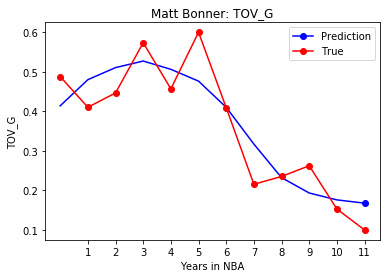 Matt Bonner: TOV_G
Prediction
True
0.6
0.5
0.4
0.3
0.2
0.1
TOV_G
1 2 3 4 5 6 7 8 9 10 11
Years in NBA